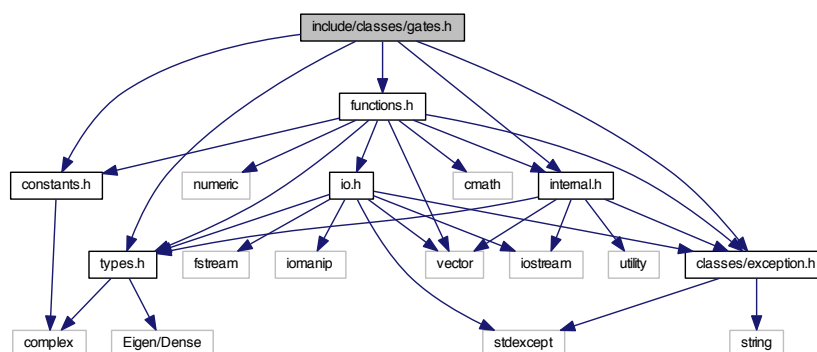 include/classes/gates.h
functions.h
constants.h
numeric
io.h
cmath
internal.h
types.h
fstream
iomanip
vector
iostream
utility
classes/exception.h
complex
Eigen/Dense
stdexcept
string